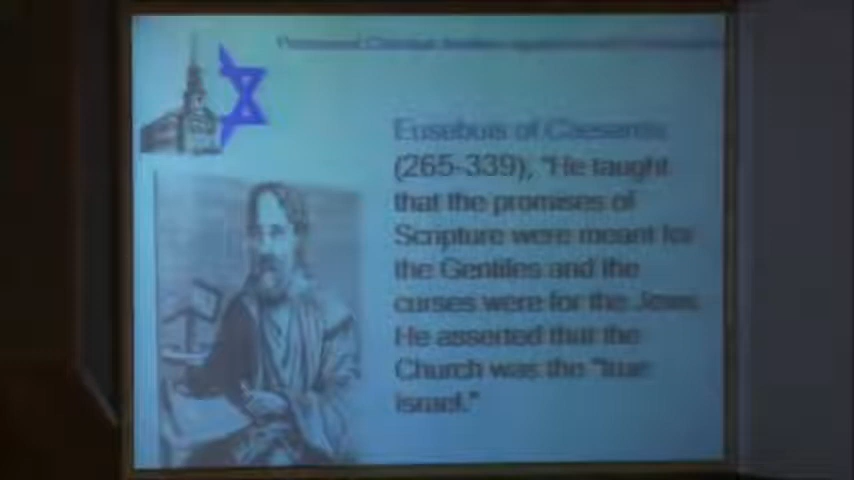 Eusebuis of Caesarea
(265-339), "He taught
that the promises of
Scripture were meant for
the Gentiles and the
curses were for the Jews.
He asserted that the
Church was the "true
Israel."